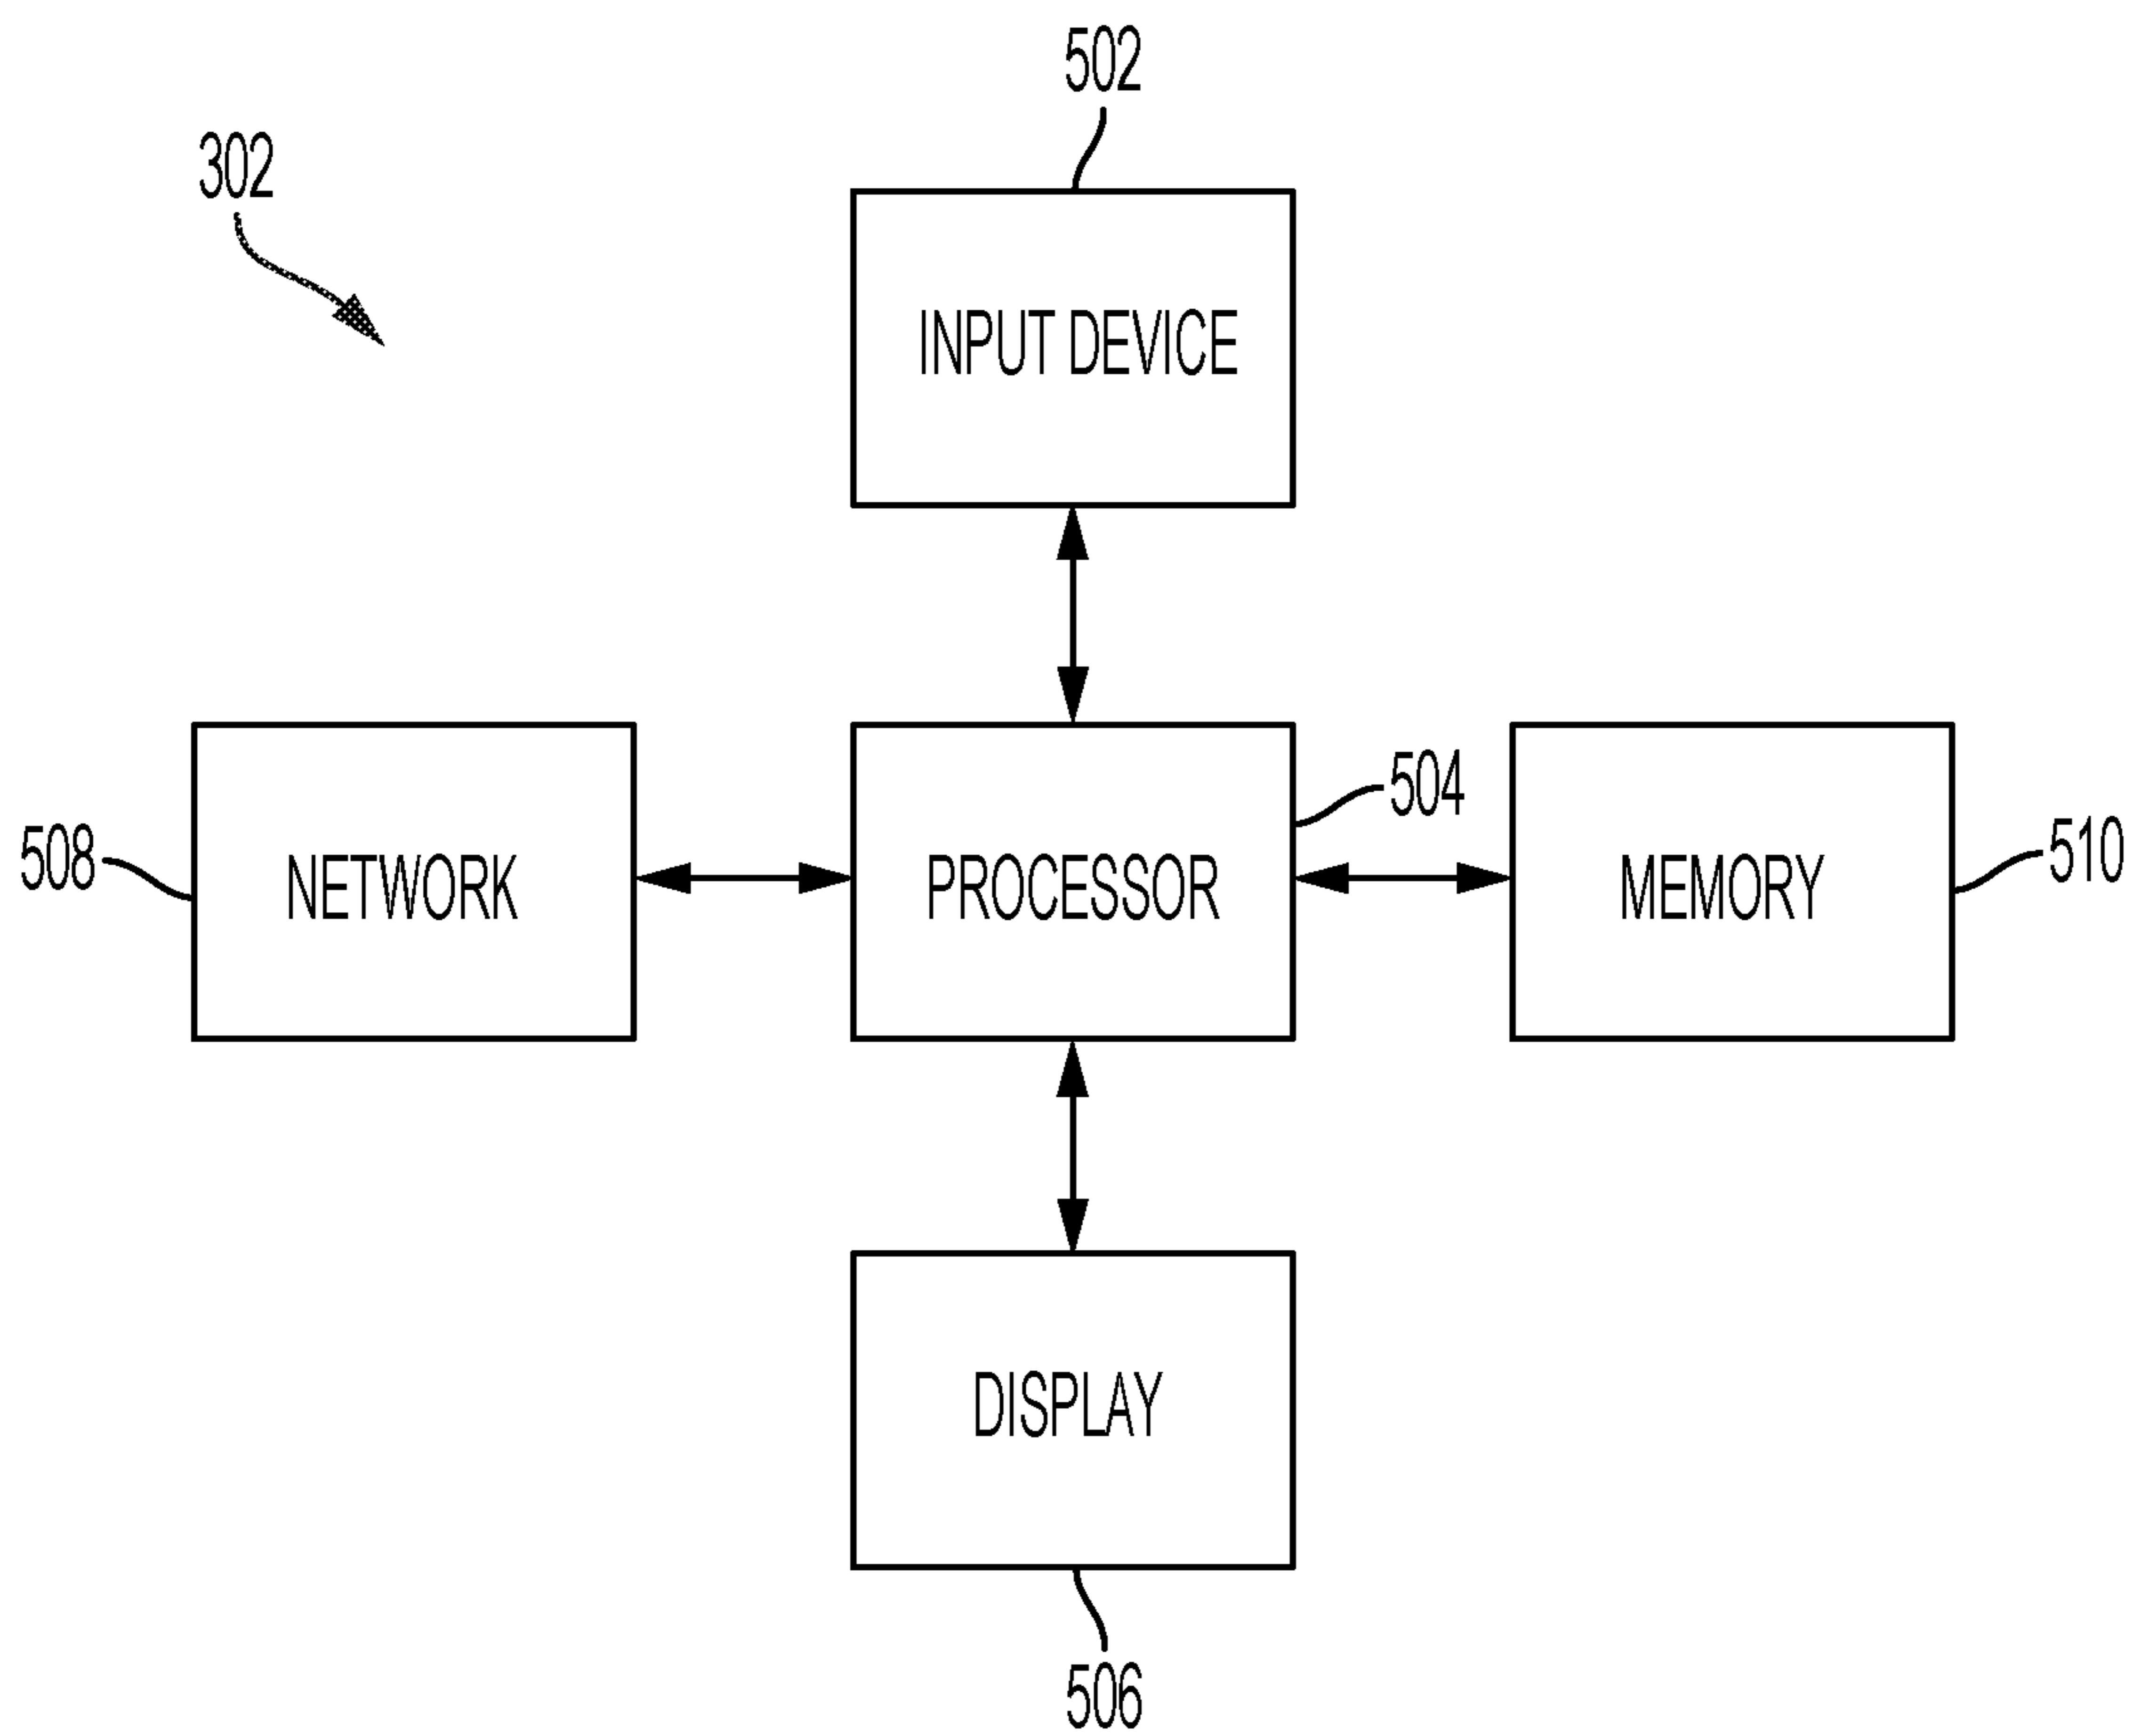 502
302
INPUT DEVICE
504
508
NETWORK
PROCESSOR
MEMORY
510
DISPLAY
506